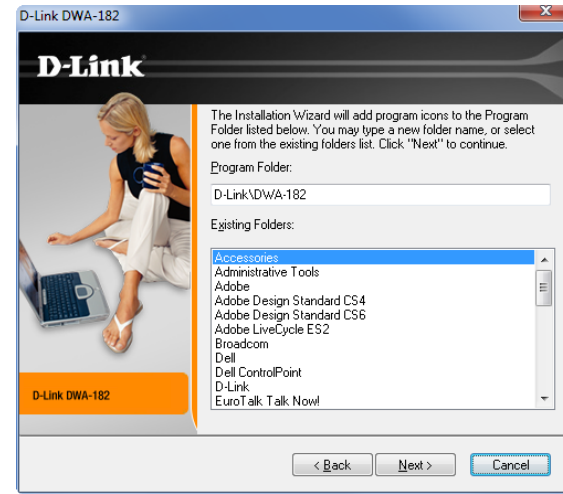 D-Link DWA-182
D-Link
The Installation Wizard will add program icons to the Program
Folder listed below. You may type a new folder name, or select
one from the existing folders list. Click "Next" to continue.
Program Folder:
D-Link\DWA-182
Existing Folders:
Accessories
Administrative Tools
Adobe
Adobe Design Standard CS4
Adobe Design Standard CS6
Adobe LiveCycle ES2
Broadcom
Dell
Dell ControlPoint
D-Link
EuroTalk Talk Now!
D-Link DWA-182
< Back
Next >
Cancel